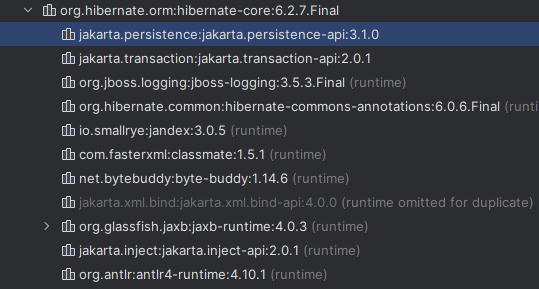 org.hibernate.orm:hibernate-core:6.2.7.Final
jakarta.persistence:jakarta.persistence-api:3.1.0
jakarta.transaction:jakarta.transaction-api:2.0.1
org.jboss.logging:jboss-logging:3.5.3.Final (runtime)
org.hibernate.common:hibernate-commons-annotations:6.0.6.Final (runti
io.smallrye:jandex:3.0.5 (runtime)
com.fasterxml:classmate:1.5.1 (runtime)
net.bytebuddy:byte-buddy:1.14.6 (runtime)
jakarta.xml.bind:jakarta.xml.bind-api:4.0.0 (runtime omitted for duplicate)
org.glassfish.jaxb:jaxb-runtime:4.0.3 (runtime)
jakarta.inject:jakarta.inject-api:2.0.1 (runtime)
org.antlr:antlr4-runtime:4.10.1 (runtime)